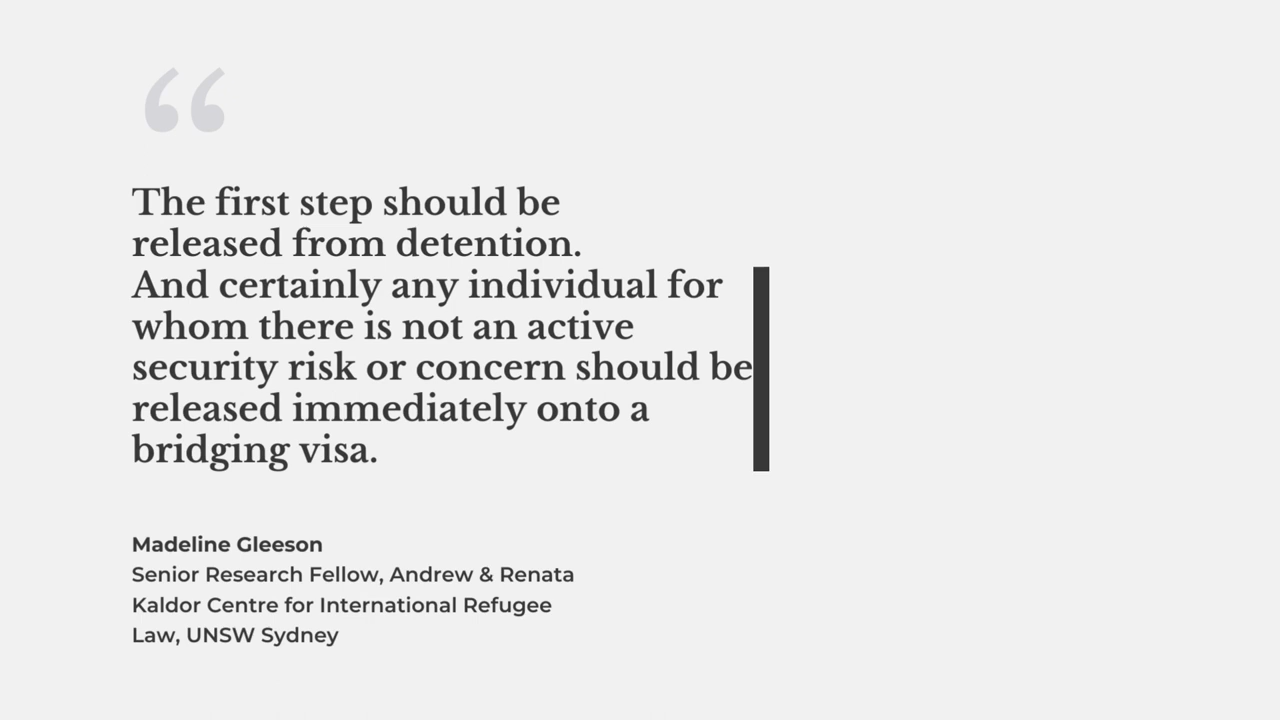 “
The first step should be
released from detention.
And certainly any individual for
whom there is not an active
security risk or concern should be
released immediately onto a
bridging visa.
Madeline Gleeson
Senior Research Fellow, Andrew & Renata
Kaldor Centre for International Refugee
Law, UNSW Sydney